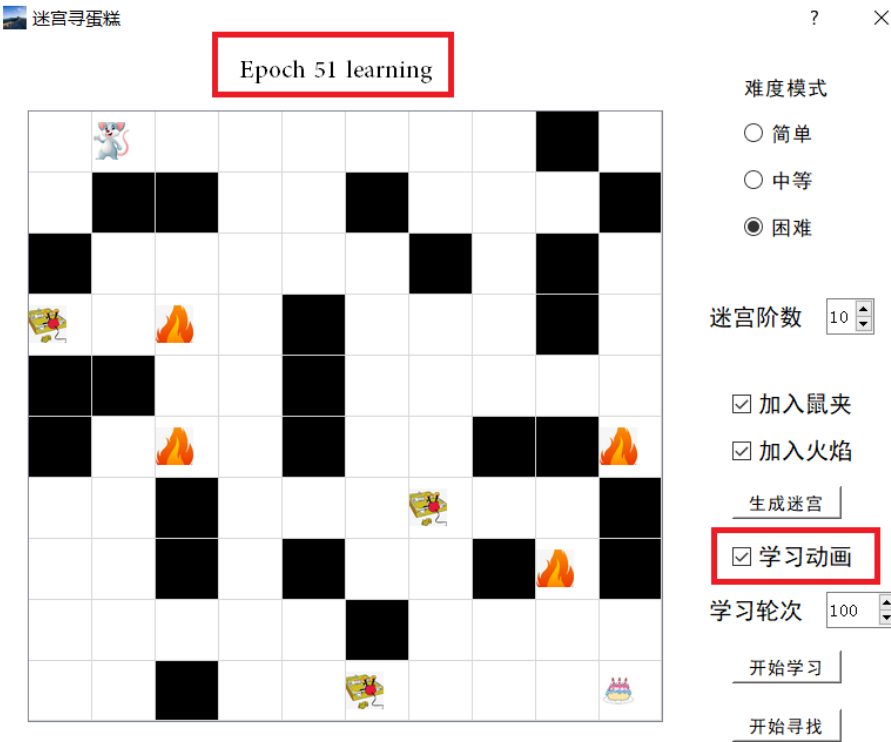 迷宫寻蛋糕
?
Epoch 51 learning
难度模式
简单
中等
困难
迷宫阶数 10
加入鼠夹
加入火焰
生成迷宫
学习动画
学习轮次 100
开始学习
开始寻找